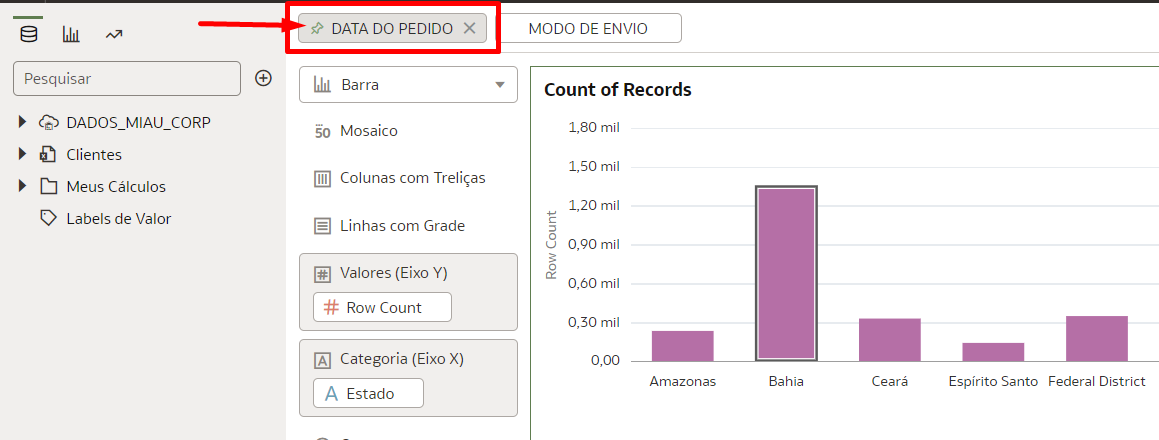 DATA DO PEDIDO
MODO DE ENVIO
Pesquisar
DADOS_MIAU_CORP
Clientes
Meus Cálculos
Labels de Valor
Barra
50 Mosaico
Colunas com Treliças
Linhas com Grade
# Valores (Eixo Y)
# Row Count
A Categoria (Eixo X)
A Estado
Count of Records
1,80 mil
1,50 mil
1,20 mil
0,90 mil
0,60 mil
0,30 mil
0,00
Row Count
Amazonas Bahia Ceará Espírito Santo Federal District